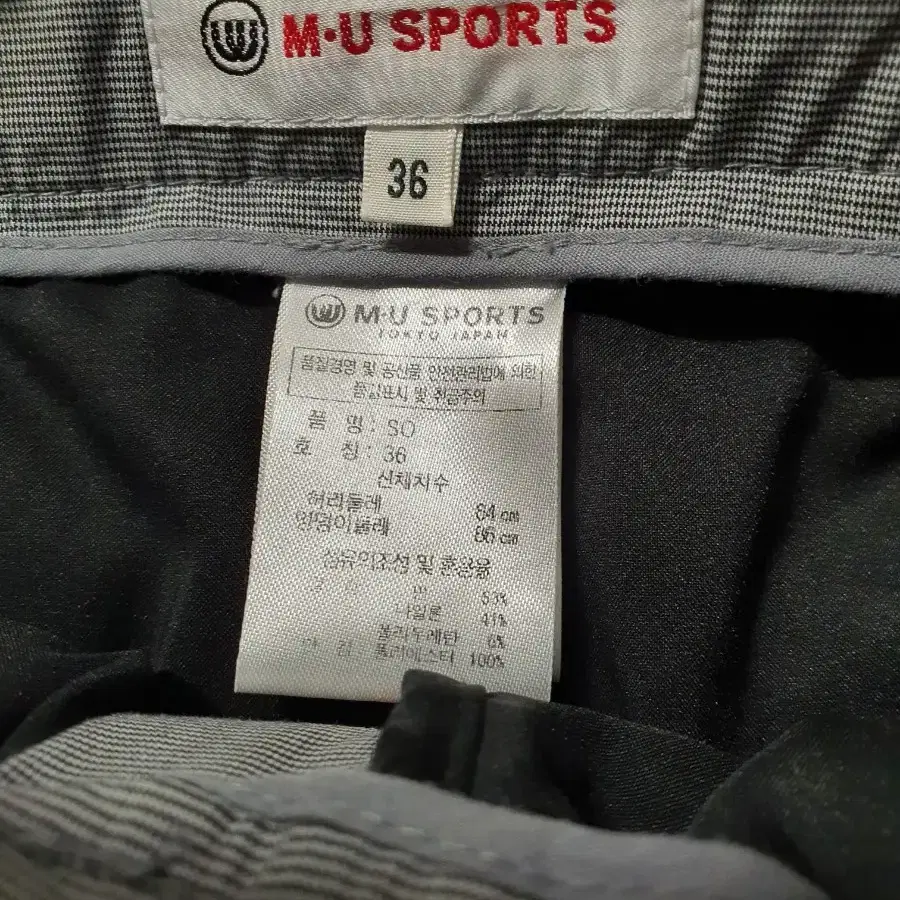 M·U SPORTS
36
M·U SPORTS
TOKYO JAPAN
품질경영 및 공산품 안전관리법에 의한
품질표시 및 취급주의
품 명 : SO
호 칭 : 36
신체치수
허리둘레 64 cm
엉덩이둘레 86 cm
섬유의조성 및 혼용율
면 53%
나일론 41%
폴리우레탄 6%
안 감 폴리에스터 100%